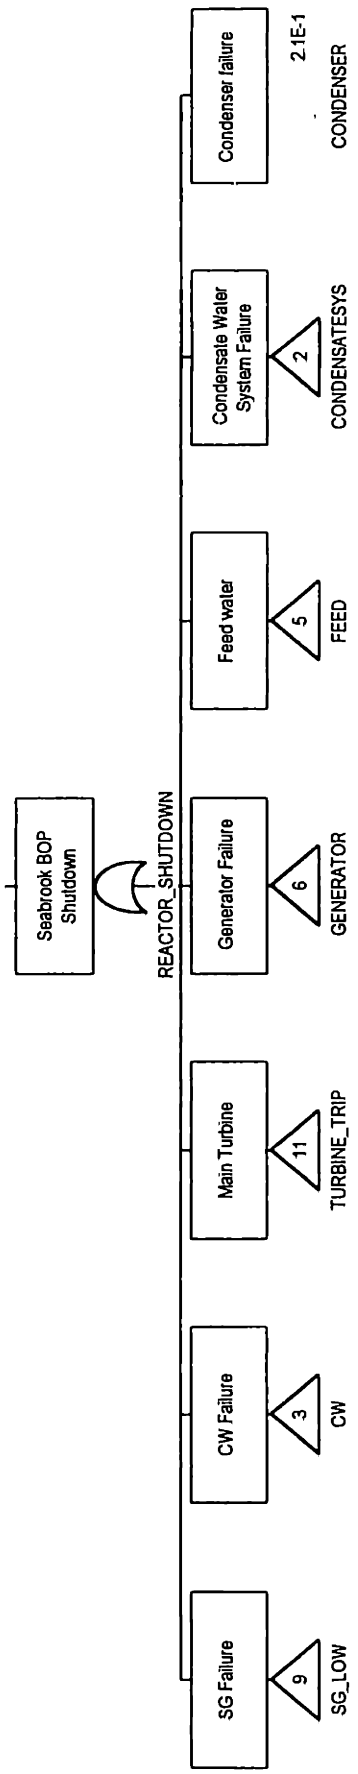 Seabrook BOP
Shutdown
REACTOR_SHUTDOWN
SG Failure
9
SG_LOW
CW Failure
3
CW
Main Turbine
11
TURBINE_TRIP
Generator Failure
6
GENERATOR
Feed water
5
FEED
Condensate Water
System Failure
2
CONDENSATESYS
Condenser failure
2.1E-1
CONDENSER